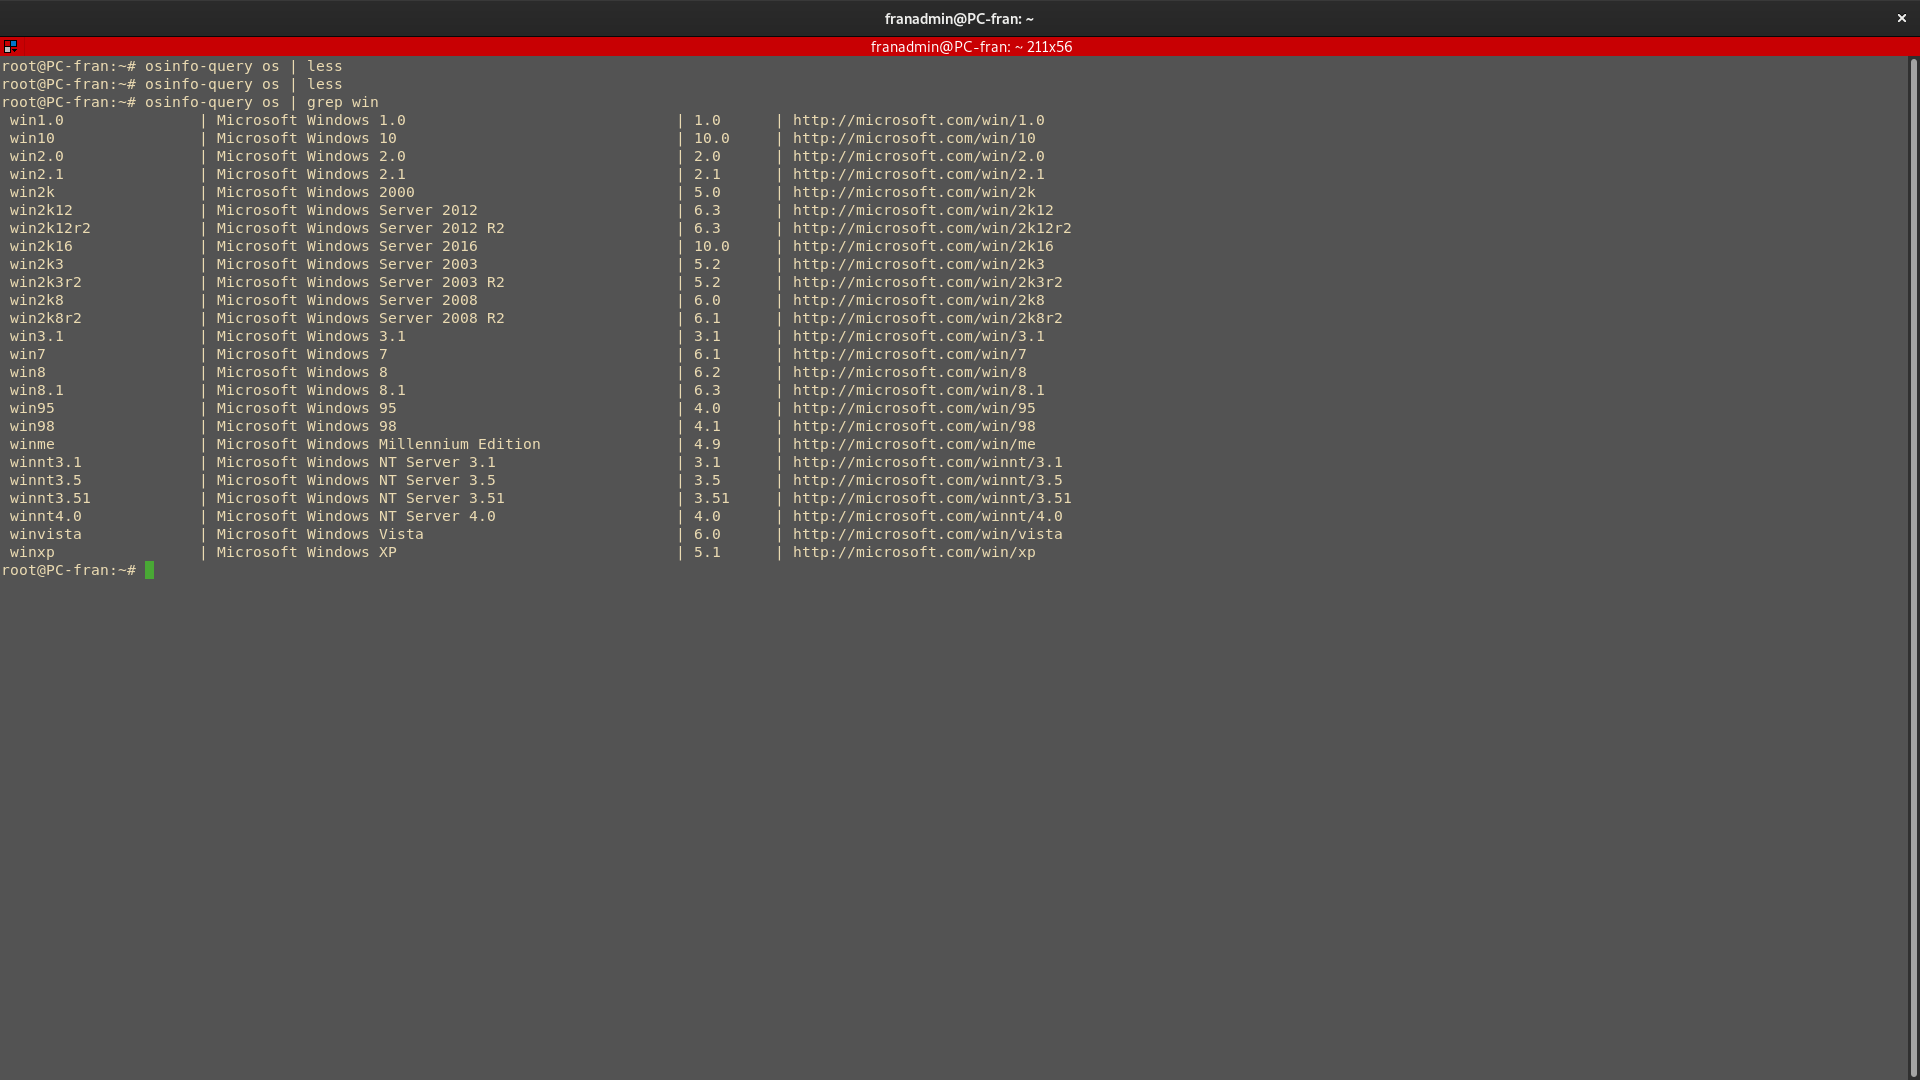 franadmin@PC-fran: ~
franadmin@PC-fran: ~ 211x56
root@PC-fran:~# osinfo-query os | less
root@PC-fran:~# osinfo-query os | less
root@PC-fran:~# osinfo-query os | grep win
win1.0 | Microsoft Windows 1.0 | 1.0 | http://microsoft.com/win/1.0
win10 | Microsoft Windows 10 | 10.0 | http://microsoft.com/win/10
win2.0 | Microsoft Windows 2.0 | 2.0 | http://microsoft.com/win/2.0
win2.1 | Microsoft Windows 2.1 | 2.1 | http://microsoft.com/win/2.1
win2k | Microsoft Windows 2000 | 5.0 | http://microsoft.com/win/2k
win2k12 | Microsoft Windows Server 2012 | 6.3 | http://microsoft.com/win/2k12
win2k12r2 | Microsoft Windows Server 2012 R2 | 6.3 | http://microsoft.com/win/2k12r2
win2k16 | Microsoft Windows Server 2016 | 10.0 | http://microsoft.com/win/2k16
win2k3 | Microsoft Windows Server 2003 | 5.2 | http://microsoft.com/win/2k3
win2k3r2 | Microsoft Windows Server 2003 R2 | 5.2 | http://microsoft.com/win/2k3r2
win2k8 | Microsoft Windows Server 2008 | 6.0 | http://microsoft.com/win/2k8
win2k8r2 | Microsoft Windows Server 2008 R2 | 6.1 | http://microsoft.com/win/2k8r2
win3.1 | Microsoft Windows 3.1 | 3.1 | http://microsoft.com/win/3.1
win7 | Microsoft Windows 7 | 6.1 | http://microsoft.com/win/7
win8 | Microsoft Windows 8 | 6.2 | http://microsoft.com/win/8
win8.1 | Microsoft Windows 8.1 | 6.3 | http://microsoft.com/win/8.1
win95 | Microsoft Windows 95 | 4.0 | http://microsoft.com/win/95
win98 | Microsoft Windows 98 | 4.1 | http://microsoft.com/win/98
winme | Microsoft Windows Millennium Edition | 4.9 | http://microsoft.com/win/me
winnt3.1 | Microsoft Windows NT Server 3.1 | 3.1 | http://microsoft.com/winnt/3.1
winnt3.5 | Microsoft Windows NT Server 3.5 | 3.5 | http://microsoft.com/winnt/3.5
winnt3.51 | Microsoft Windows NT Server 3.51 | 3.51 | http://microsoft.com/winnt/3.51
winnt4.0 | Microsoft Windows NT Server 4.0 | 4.0 | http://microsoft.com/winnt/4.0
winvista | Microsoft Windows Vista | 6.0 | http://microsoft.com/win/vista
winxp | Microsoft Windows XP | 5.1 | http://microsoft.com/win/xp
root@PC-fran:~#